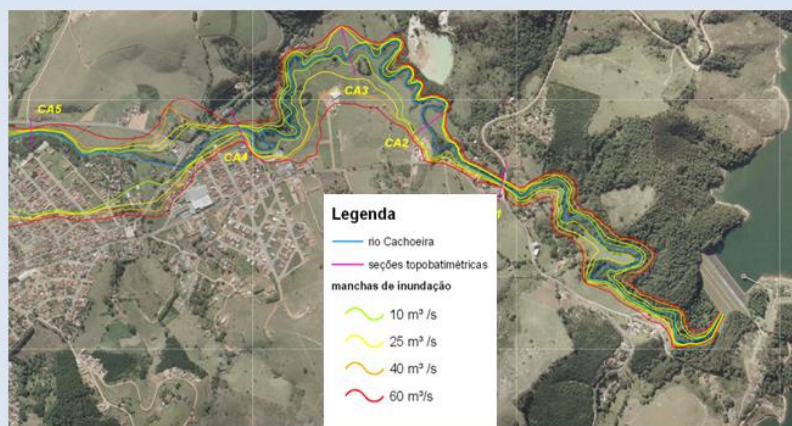 CA5
CA4
CA3
CA2
Legenda
rio Cachoeira
seções topobatimétricas
manchas de inundação
10 m³ /s
25 m³ /s
40 m³ /s
60 m³/s